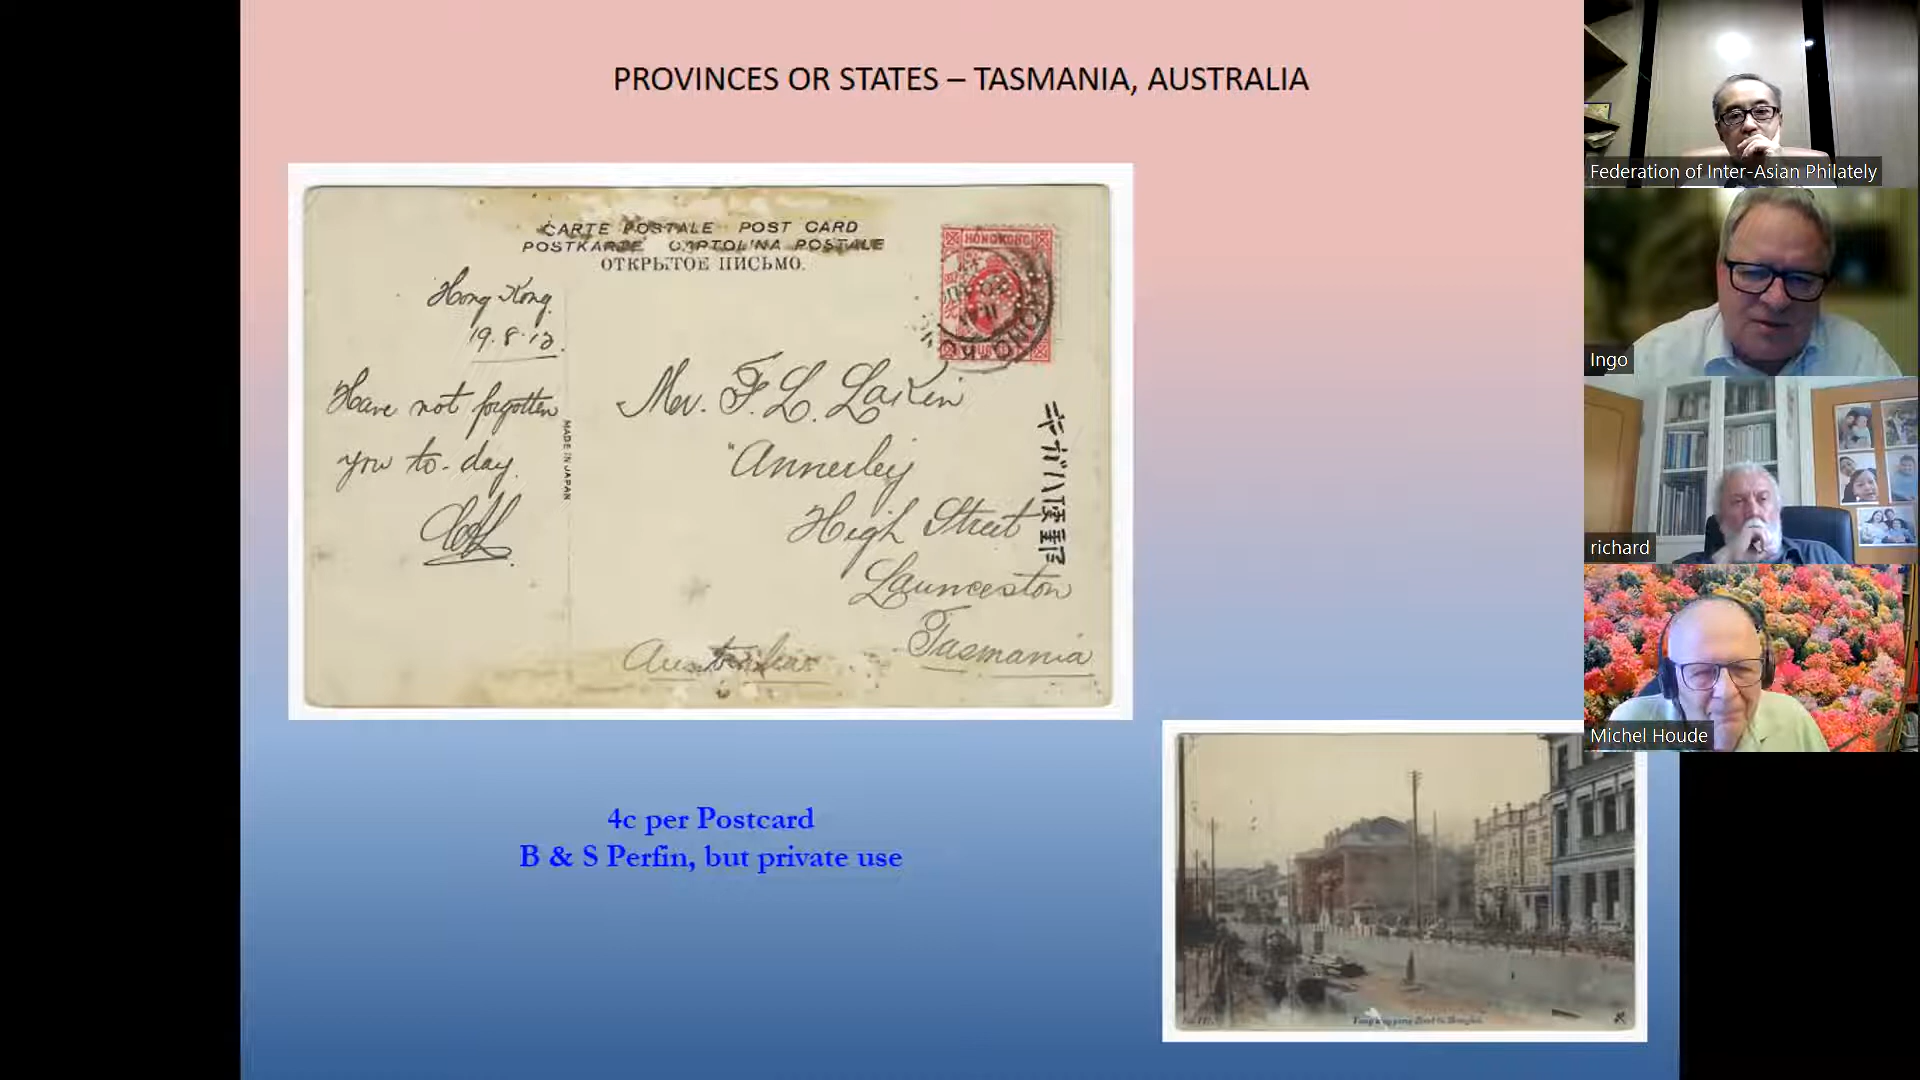 PROVINCES OR STATES – TASMANIA, AUSTRALIA
CARTE POSTALE POST CARD
POSTKARTE CARTOLINA POSTALE
ОТКРЫТОЕ ПИСЬМО.
HONGKONG
Hong Kong
19.8.12
Have not forgotten
you to-day.
MADE IN JAPAN
Mr. F. L. Larkin
"Annerley
High Street
Launceston
Tasmania
Australia
4c per Postcard
B & S Perfin, but private use
Federation of Inter-Asian Philately
Ingo
richard
Michel Houde